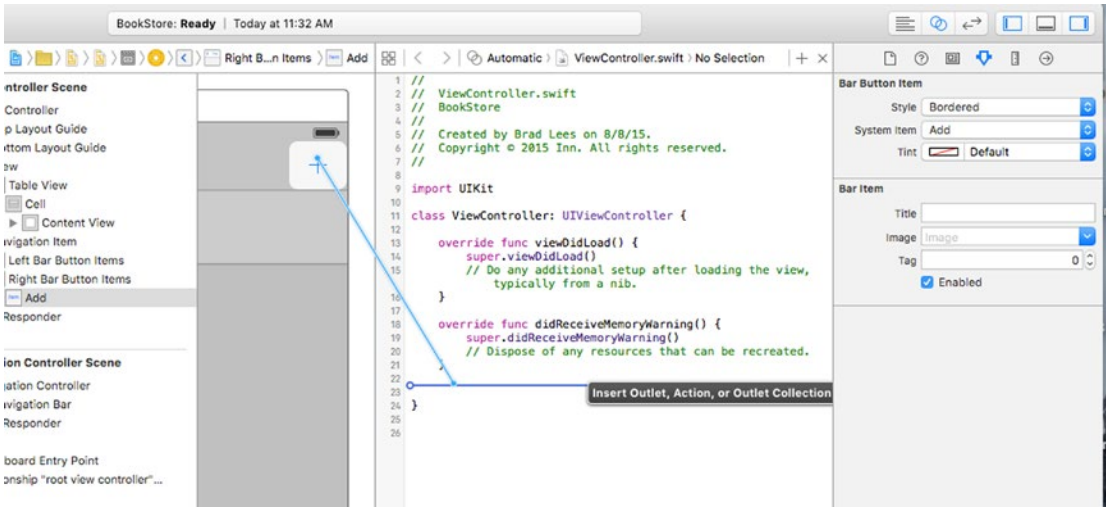 BookStore: Ready | Today at 11:32 AM
Right B...n Items
Add
Automatic
ViewController.swift
No Selection
ntroller Scene
Controller
p Layout Guide
ottom Layout Guide
ew
Table View
Cell
Content View
avigation Item
Left Bar Button Items
Right Bar Button Items
Add
Responder
ion Controller Scene
gation Controller
avigation Bar
Responder
board Entry Point
onship "root view controller"...
1 //
2 // ViewController.swift
3 // BookStore
4 //
5 // Created by Brad Lees on 8/8/15.
6 // Copyright © 2015 Inn. All rights reserved.
7 //
8
9 import UIKit
10
11 class ViewController: UIViewController {
12
13 override func viewDidLoad() {
14 super.viewDidLoad()
15 // Do any additional setup after loading the view,
typically from a nib.
16 }
17
18 override func didReceiveMemoryWarning() {
19 super.didReceiveMemoryWarning()
20 // Dispose of any resources that can be recreated.
21 }
22
23
24 }
25
26
Insert Outlet, Action, or Outlet Collection
Bar Button Item
Style Bordered
System Item Add
Tint Default
Bar Item
Title
Image Image
Tag 0
Enabled